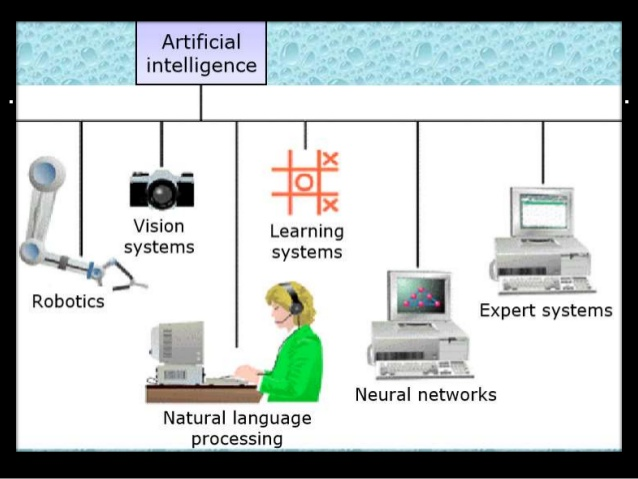 Artificial
intelligence
Vision
systems
Learning
systems
Robotics
Expert systems
Neural networks
Natural language
processing